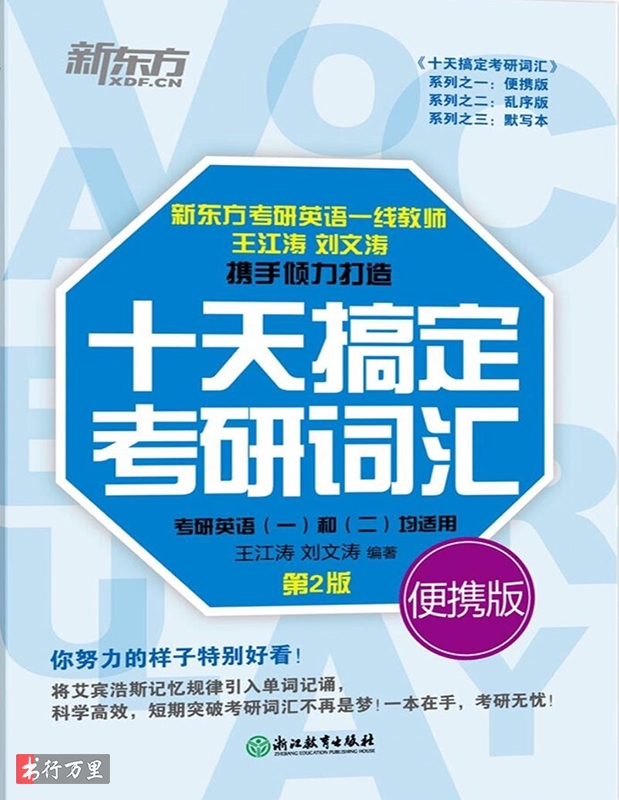 新东方
XDF.CN
《十天搞定考研词汇》
系列之一：便携版
系列之二：乱序版
系列之三：默写本
VOCABULARY
新东方考研英语一线教师
王江涛 刘文涛
携手倾力打造
十天搞定
考研词汇
考研英语（一）和（二）均适用
王江涛 刘文涛 编著
第2版
便携版
你努力的样子特别好看！
将艾宾浩斯记忆规律引入单词记诵，
科学高效，短期突破考研词汇不再是梦！一本在手，考研无忧！
浙江教育出版社
ZHEJIANG EDUCATION PUBLISHING HOUSE
书行万里